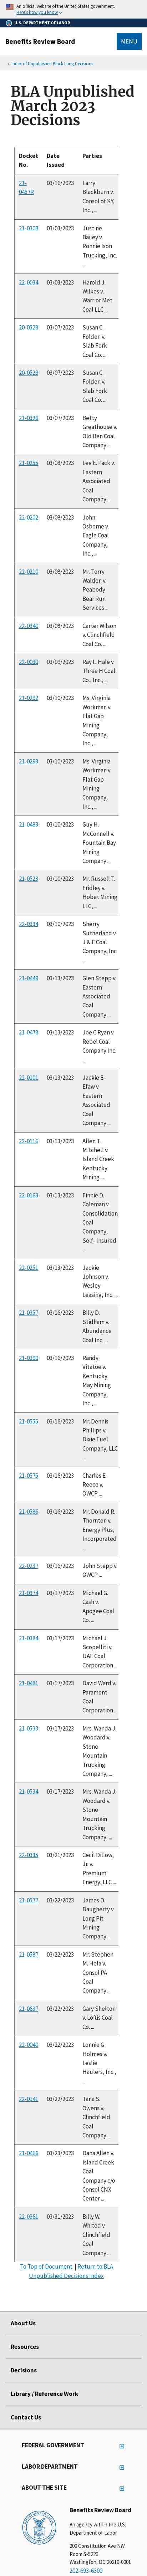 An official website of the United States government.
Here's how you know
U.S. DEPARTMENT OF LABOR
Benefits Review Board
MENU
« Index of Unpublished Black Lung Decisions
BLA Unpublished
March 2023
Decisions
Docket No. Date Issued Parties
21-0457R 03/16/2023 Larry Blackburn v. Consol of KY, Inc., ...
21-0308 03/03/2023 Justine Bailey v. Ronnie Ison Trucking, Inc. ...
22-0034 03/03/2023 Harold J. Wilkes v. Warrior Met Coal LLC ...
20-0528 03/07/2023 Susan C. Folden v. Slab Fork Coal Co. ...
20-0529 03/07/2023 Susan C. Folden v. Slab Fork Coal Co. ...
21-0326 03/07/2023 Betty Greathouse v. Old Ben Coal Company ...
21-0255 03/08/2023 Lee E. Pack v. Eastern Associated Coal Company ...
22-0202 03/08/2023 John Osborne v. Eagle Coal Company, Inc., ...
22-0210 03/08/2023 Mr. Terry Walden v. Peabody Bear Run Services ...
22-0340 03/08/2023 Carter Wilson v. Clinchfield Coal Co. ...
22-0030 03/09/2023 Ray L. Hale v. Three H Coal Co., Inc., ...
21-0292 03/10/2023 Ms. Virginia Workman v. Flat Gap Mining Company, Inc., ...
21-0293 03/10/2023 Ms. Virginia Workman v. Flat Gap Mining Company, Inc., ...
21-0483 03/10/2023 Guy H. McConnell v. Fountain Bay Mining Company ...
21-0523 03/10/2023 Mr. Russell T. Fridley v. Hobet Mining LLC, ...
22-0334 03/10/2023 Sherry Sutherland v. J & E Coal Company, Inc ...
21-0449 03/13/2023 Glen Stepp v. Eastern Associated Coal Company ...
21-0478 03/13/2023 Joe C Ryan v. Rebel Coal Company Inc. ...
22-0101 03/13/2023 Jackie E. Efaw v. Eastern Associated Coal Company ...
22-0116 03/13/2023 Allen T. Mitchell v. Island Creek Kentucky Mining ...
22-0163 03/13/2023 Finnie D. Coleman v. Consolidation Coal Company, Self- Insured ...
22-0251 03/13/2023 Jackie Johnson v. Wesley Leasing, Inc. ...
21-0357 03/16/2023 Billy D. Stidham v. Abundance Coal Inc. ...
21-0390 03/16/2023 Randy Vitatoe v. Kentucky May Mining Company, Inc., ...
21-0555 03/16/2023 Mr. Dennis Phillips v. Dixie Fuel Company, LLC ...
21-0575 03/16/2023 Charles E. Reece v. OWCP ...
21-0586 03/16/2023 Mr. Donald R. Thornton v. Energy Plus, Incorporated ...
22-0237 03/16/2023 John Stepp v. OWCP ...
21-0374 03/17/2023 Michael G. Cash v. Apogee Coal Co. ...
21-0384 03/17/2023 Michael J Scopelliti v. UAE Coal Corporation ...
21-0481 03/17/2023 David Ward v. Paramont Coal Corporation ...
21-0533 03/17/2023 Mrs. Wanda J. Woodard v. Stone Mountain Trucking Company, ...
21-0534 03/17/2023 Mrs. Wanda J. Woodard v. Stone Mountain Trucking Company, ...
22-0335 03/21/2023 Cecil Dillow, Jr. v. Premium Energy, LLC ...
21-0577 03/22/2023 James D. Daugherty v. Long Pit Mining Company ...
21-0587 03/22/2023 Mr. Stephen M. Hela v. Consol PA Coal Company ...
21-0637 03/22/2023 Gary Shelton v. Loftis Coal Co. ...
22-0040 03/22/2023 Lonnie G Holmes v. Leslie Haulers, Inc., ...
22-0141 03/22/2023 Tana S. Owens v. Clinchfield Coal Company ...
21-0466 03/23/2023 Dana Allen v. Island Creek Coal Company c/o Consol CNX Center ...
22-0361 03/31/2023 Billy W. Whited v. Clinchfield Coal Company ...
To Top of Document | Return to BLA
Unpublished Decisions Index
About Us
Resources
Decisions
Library / Reference Work
Contact Us
FEDERAL GOVERNMENT
LABOR DEPARTMENT
ABOUT THE SITE
Benefits Review Board
An agency within the U.S.
Department of Labor
200 Constitution Ave NW
Room S-5220
Washington, DC 20210-0001
202-693-6300